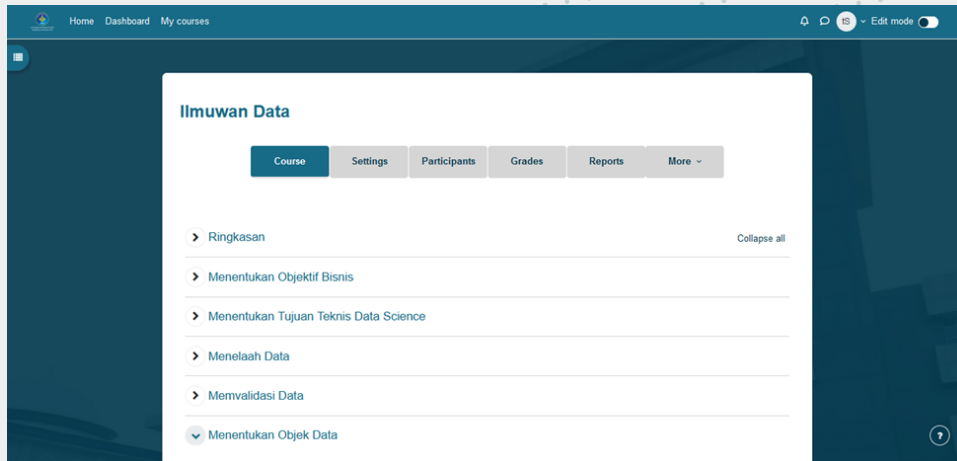 Home Dashboard My courses
tS Edit mode
Ilmuwan Data
Course Settings Participants Grades Reports More
Ringkasan
Collapse all
Menentukan Objektif Bisnis
Menentukan Tujuan Teknis Data Science
Menelaah Data
Memvalidasi Data
Menentukan Objek Data
?